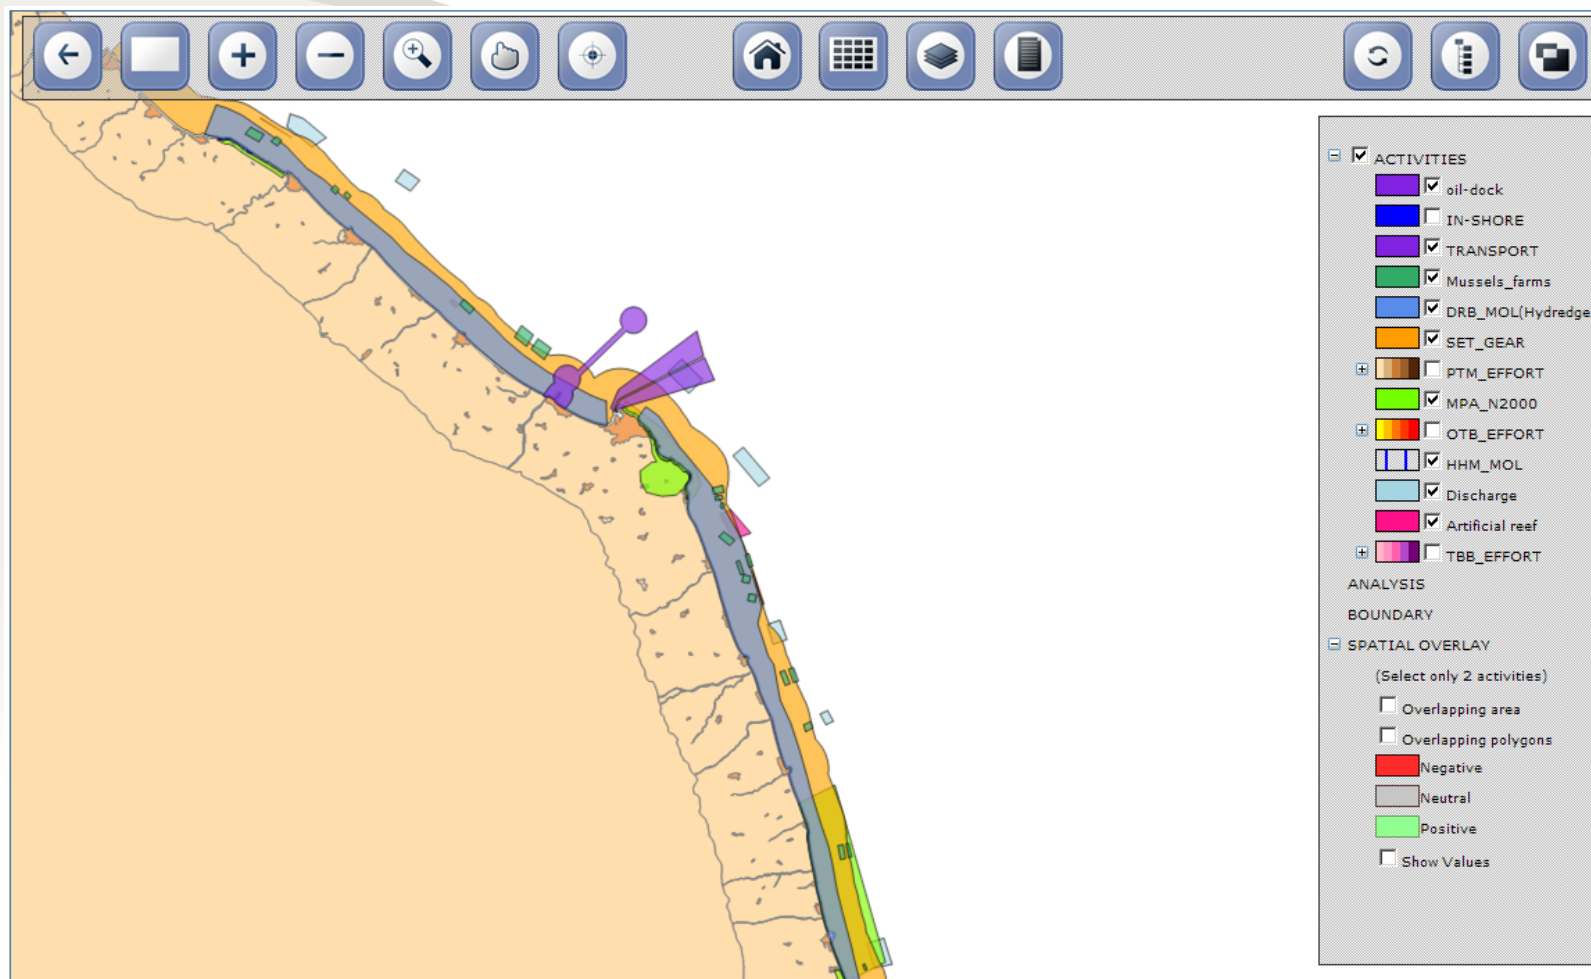 ACTIVITIES
oil-dock
IN-SHORE
TRANSPORT
Mussels_farms
DRB_MOL(Hydredge
SET_GEAR
PTM_EFFORT
MPA_N2000
OTB_EFFORT
HHM_MOL
Discharge
Artificial reef
TBB_EFFORT
ANALYSIS
BOUNDARY
SPATIAL OVERLAY
(Select only 2 activities)
Overlapping area
Overlapping polygons
Negative
Neutral
Positive
Show Values